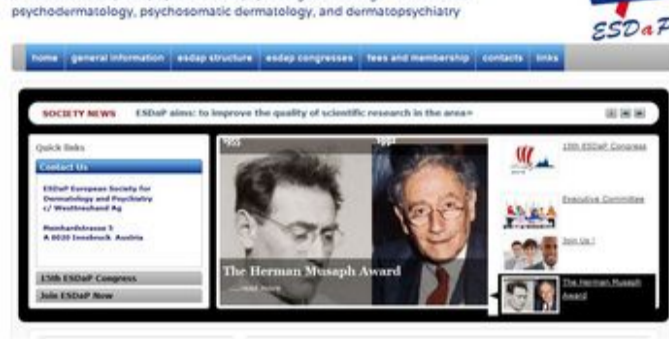 psychodermatology, psychosomatic dermatology, and dermatopsychiatry
ESDaP
home general information esdap structure esdap congresses fees and membership contacts links
SOCIETY NEWS ESDaP aims: to improve the quality of scientific research in the area»
Quick links
Contact Us
ESDaP European Society for
Dermatology and Psychiatry
c/ Westtreuhand Ag
Meinhardstrasse 5
A 6020 Innsbruck Austria
15th ESDaP Congress
Join ESDaP Now
The Herman Musaph Award
......read more
15th ESDaP Congress
Executive Committee
Join Us !
The Herman Musaph
Award